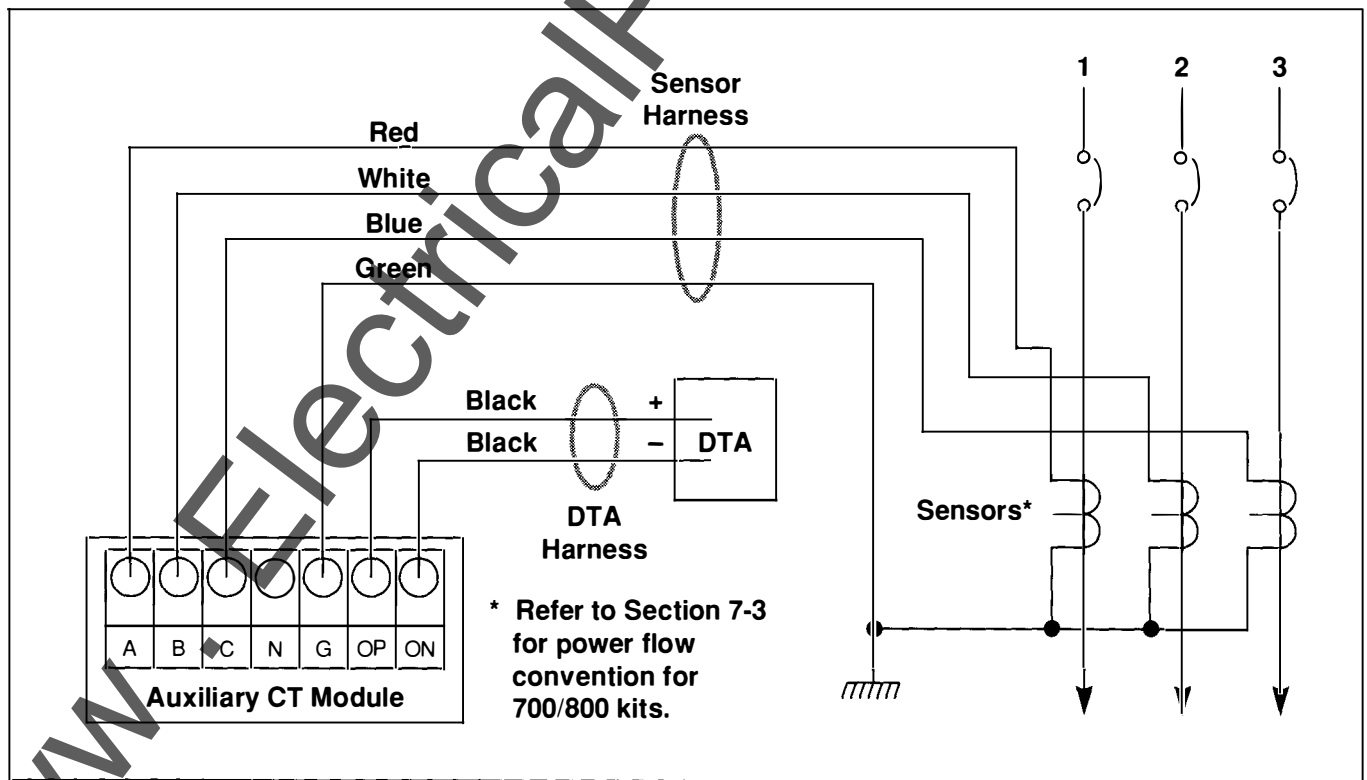 1 2 3
Sensor
Harness
Red
White
Blue
Green
Black +
Black – DTA
DTA
Harness
Sensors*
* Refer to Section 7-3
for power flow
convention for
700/800 kits.
A B C N G OP ON
Auxiliary CT Module
w . Electrical